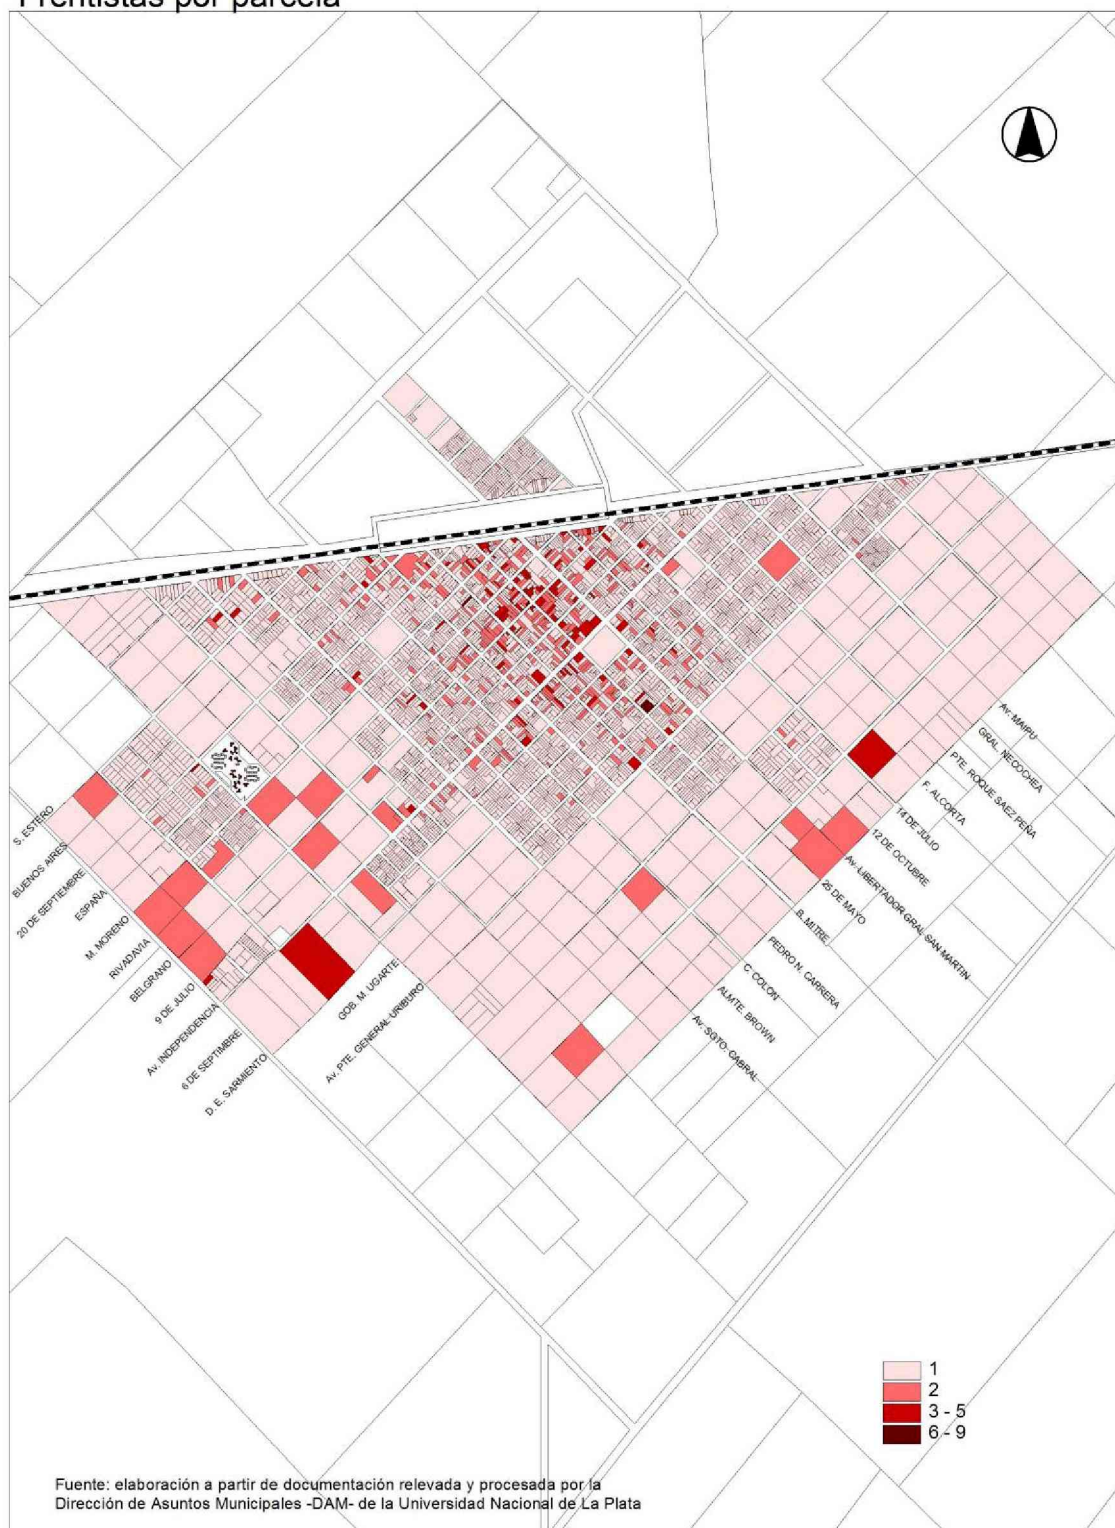 Frentistas por parcela
S. ESTERO
BUENOS AIRES
20 DE SEPTIEMBRE
ESPAÑA
M. MORENO
RIVADAVIA
BELGRANO
9 DE JULIO
Av. INDEPENDENCIA
6 DE SEPTIEMBRE
D. E. SARMIENTO
GOB. M. UGARTE
Av. PTE. GENERAL URIBURO
Av. MAIPU
GRAL. NECOCHEA
PTE. ROQUE SAEZ PEÑA
F. ALCORTA
14 DE JULIO
12 DE OCTUBRE
Av. LIBERTADOR GRAL SAN MARTIN
25 DE MAYO
B. MITRE
PEDRO N. CARRERA
C. COLON
ALMTE. BROWN
Av. SGTO. CABRAL
1
2
3 - 5
6 - 9
Fuente: elaboración a partir de documentación relevada y procesada por la
Dirección de Asuntos Municipales -DAM- de la Universidad Nacional de La Plata